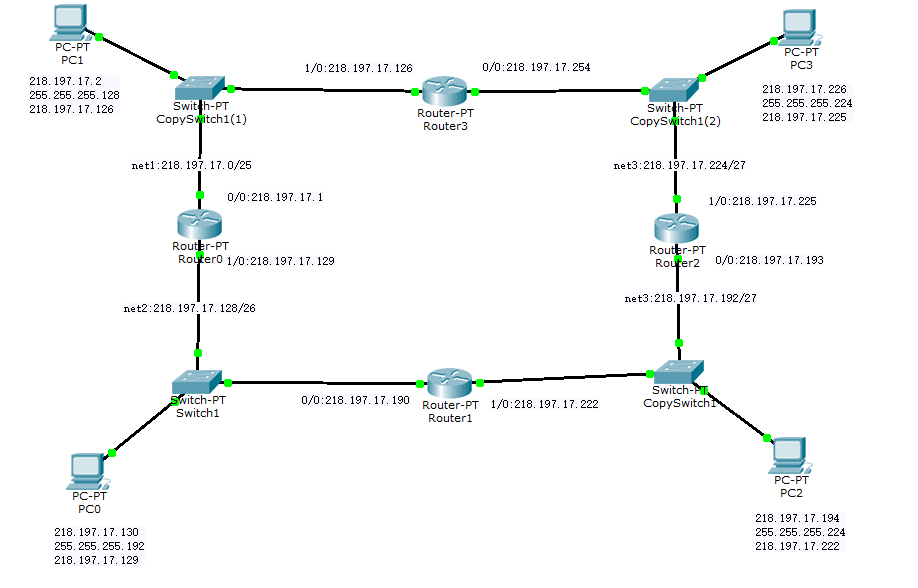 PC-PT
PC1
218.197.17.2
255.255.255.128
218.197.17.126
Switch-PT
CopySwitch1(1)
1/0:218.197.17.126
0/0:218.197.17.254
Router-PT
Router3
Switch-PT
CopySwitch1(2)
PC-PT
PC3
218.197.17.226
255.255.255.224
218.197.17.225
net1:218.197.17.0/25
net3:218.197.17.224/27
0/0:218.197.17.1
Router-PT
Router0
1/0:218.197.17.129
1/0:218.197.17.225
Router-PT
Router2
0/0:218.197.17.193
net2:218.197.17.128/26
net3:218.197.17.192/27
Switch-PT
Switch1
0/0:218.197.17.190
Router-PT
Router1
1/0:218.197.17.222
Switch-PT
CopySwitch1
PC-PT
PC0
218.197.17.130
255.255.255.192
218.197.17.129
PC-PT
PC2
218.197.17.194
255.255.255.224
218.197.17.222